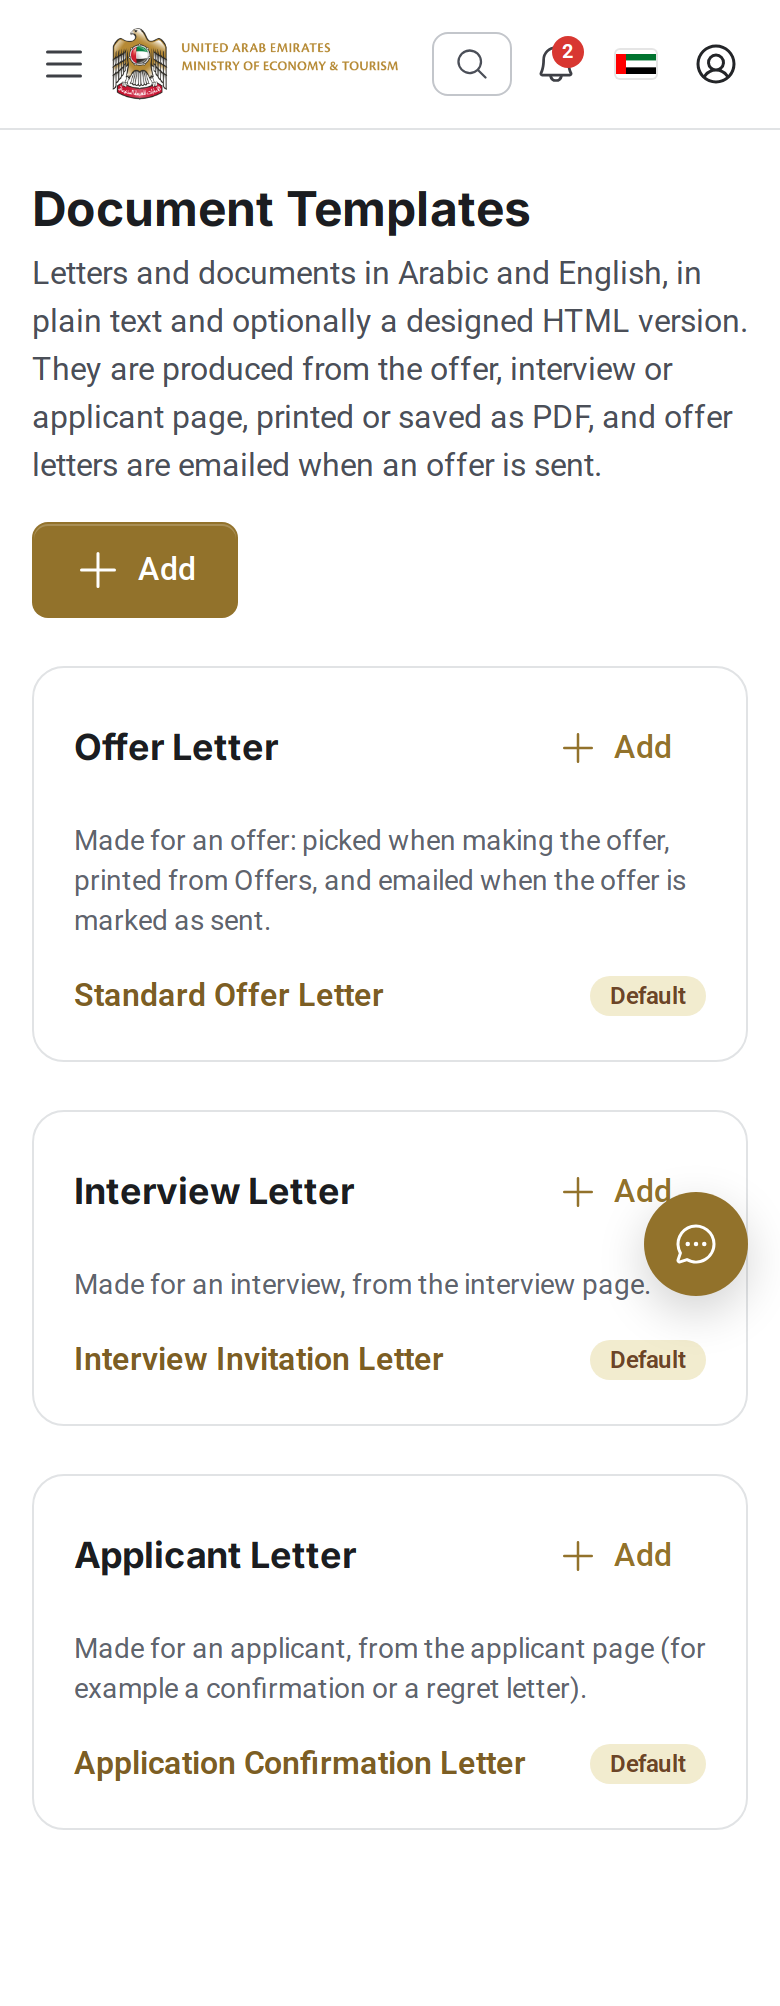 UNITED ARAB EMIRATES
MINISTRY OF ECONOMY & TOURISM
2
Document Templates
Letters and documents in Arabic and English, in
plain text and optionally a designed HTML version.
They are produced from the offer, interview or
applicant page, printed or saved as PDF, and offer
letters are emailed when an offer is sent.
Add
Offer Letter
Add
Made for an offer: picked when making the offer,
printed from Offers, and emailed when the offer is
marked as sent.
Standard Offer Letter
Default
Interview Letter
Add
Made for an interview, from the interview page.
Interview Invitation Letter
Default
Applicant Letter
Add
Made for an applicant, from the applicant page (for
example a confirmation or a regret letter).
Application Confirmation Letter
Default